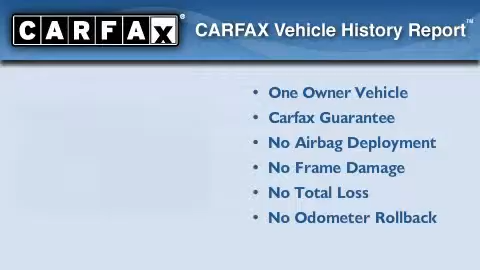 CARFAX® CARFAX Vehicle History Report™
• One Owner Vehicle
• Carfax Guarantee
• No Airbag Deployment
• No Frame Damage
• No Total Loss
• No Odometer Rollback